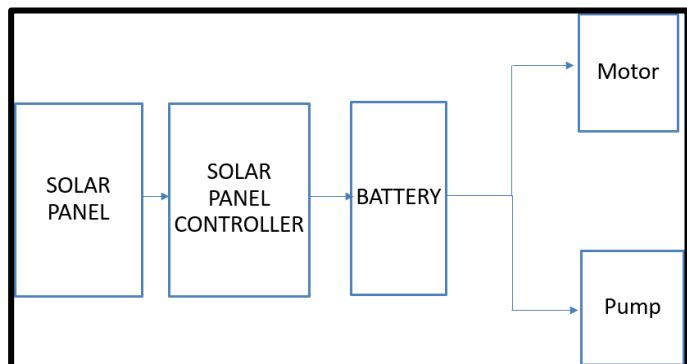 SOLAR
PANEL
SOLAR
PANEL
CONTROLLER
BATTERY
Motor
Pump